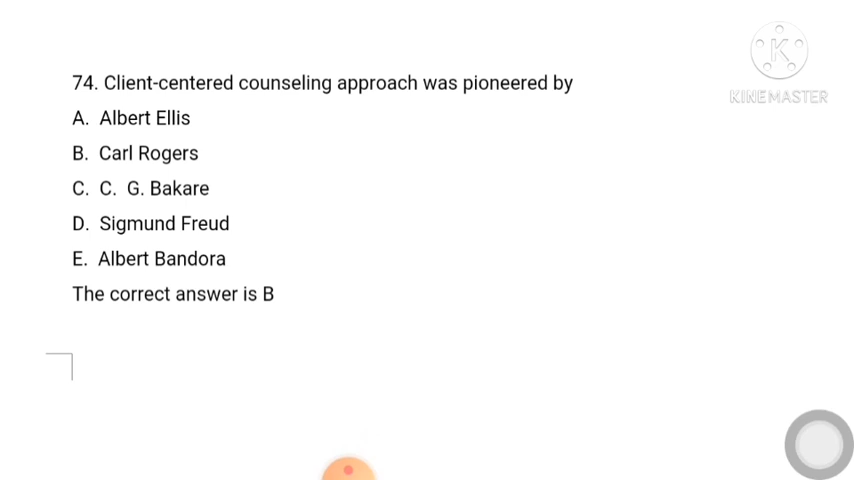 74. Client-centered counseling approach was pioneered by
A. Albert Ellis
B. Carl Rogers
C. C. G. Bakare
D. Sigmund Freud
E. Albert Bandora
The correct answer is B
K
KINEMASTER